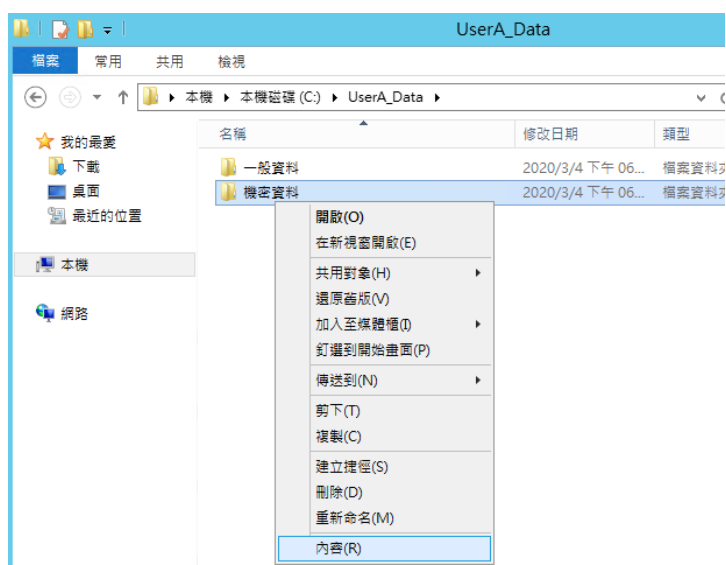 UserA_Data
檔案 常用 共用 檢視
本機 本機磁碟 (C:) UserA_Data
名稱 修改日期 類型
我的最愛
下載
桌面
最近的位置
本機
網路
一般資料 2020/3/4 下午 06... 檔案資料夾
機密資料 2020/3/4 下午 06... 檔案資料夾
開啟(O)
在新視窗開啟(E)
共用對象(H)
還原舊版(V)
加入至媒體櫃(I)
釘選到開始畫面(P)
傳送到(N)
剪下(T)
複製(C)
建立捷徑(S)
刪除(D)
重新命名(M)
內容(R)